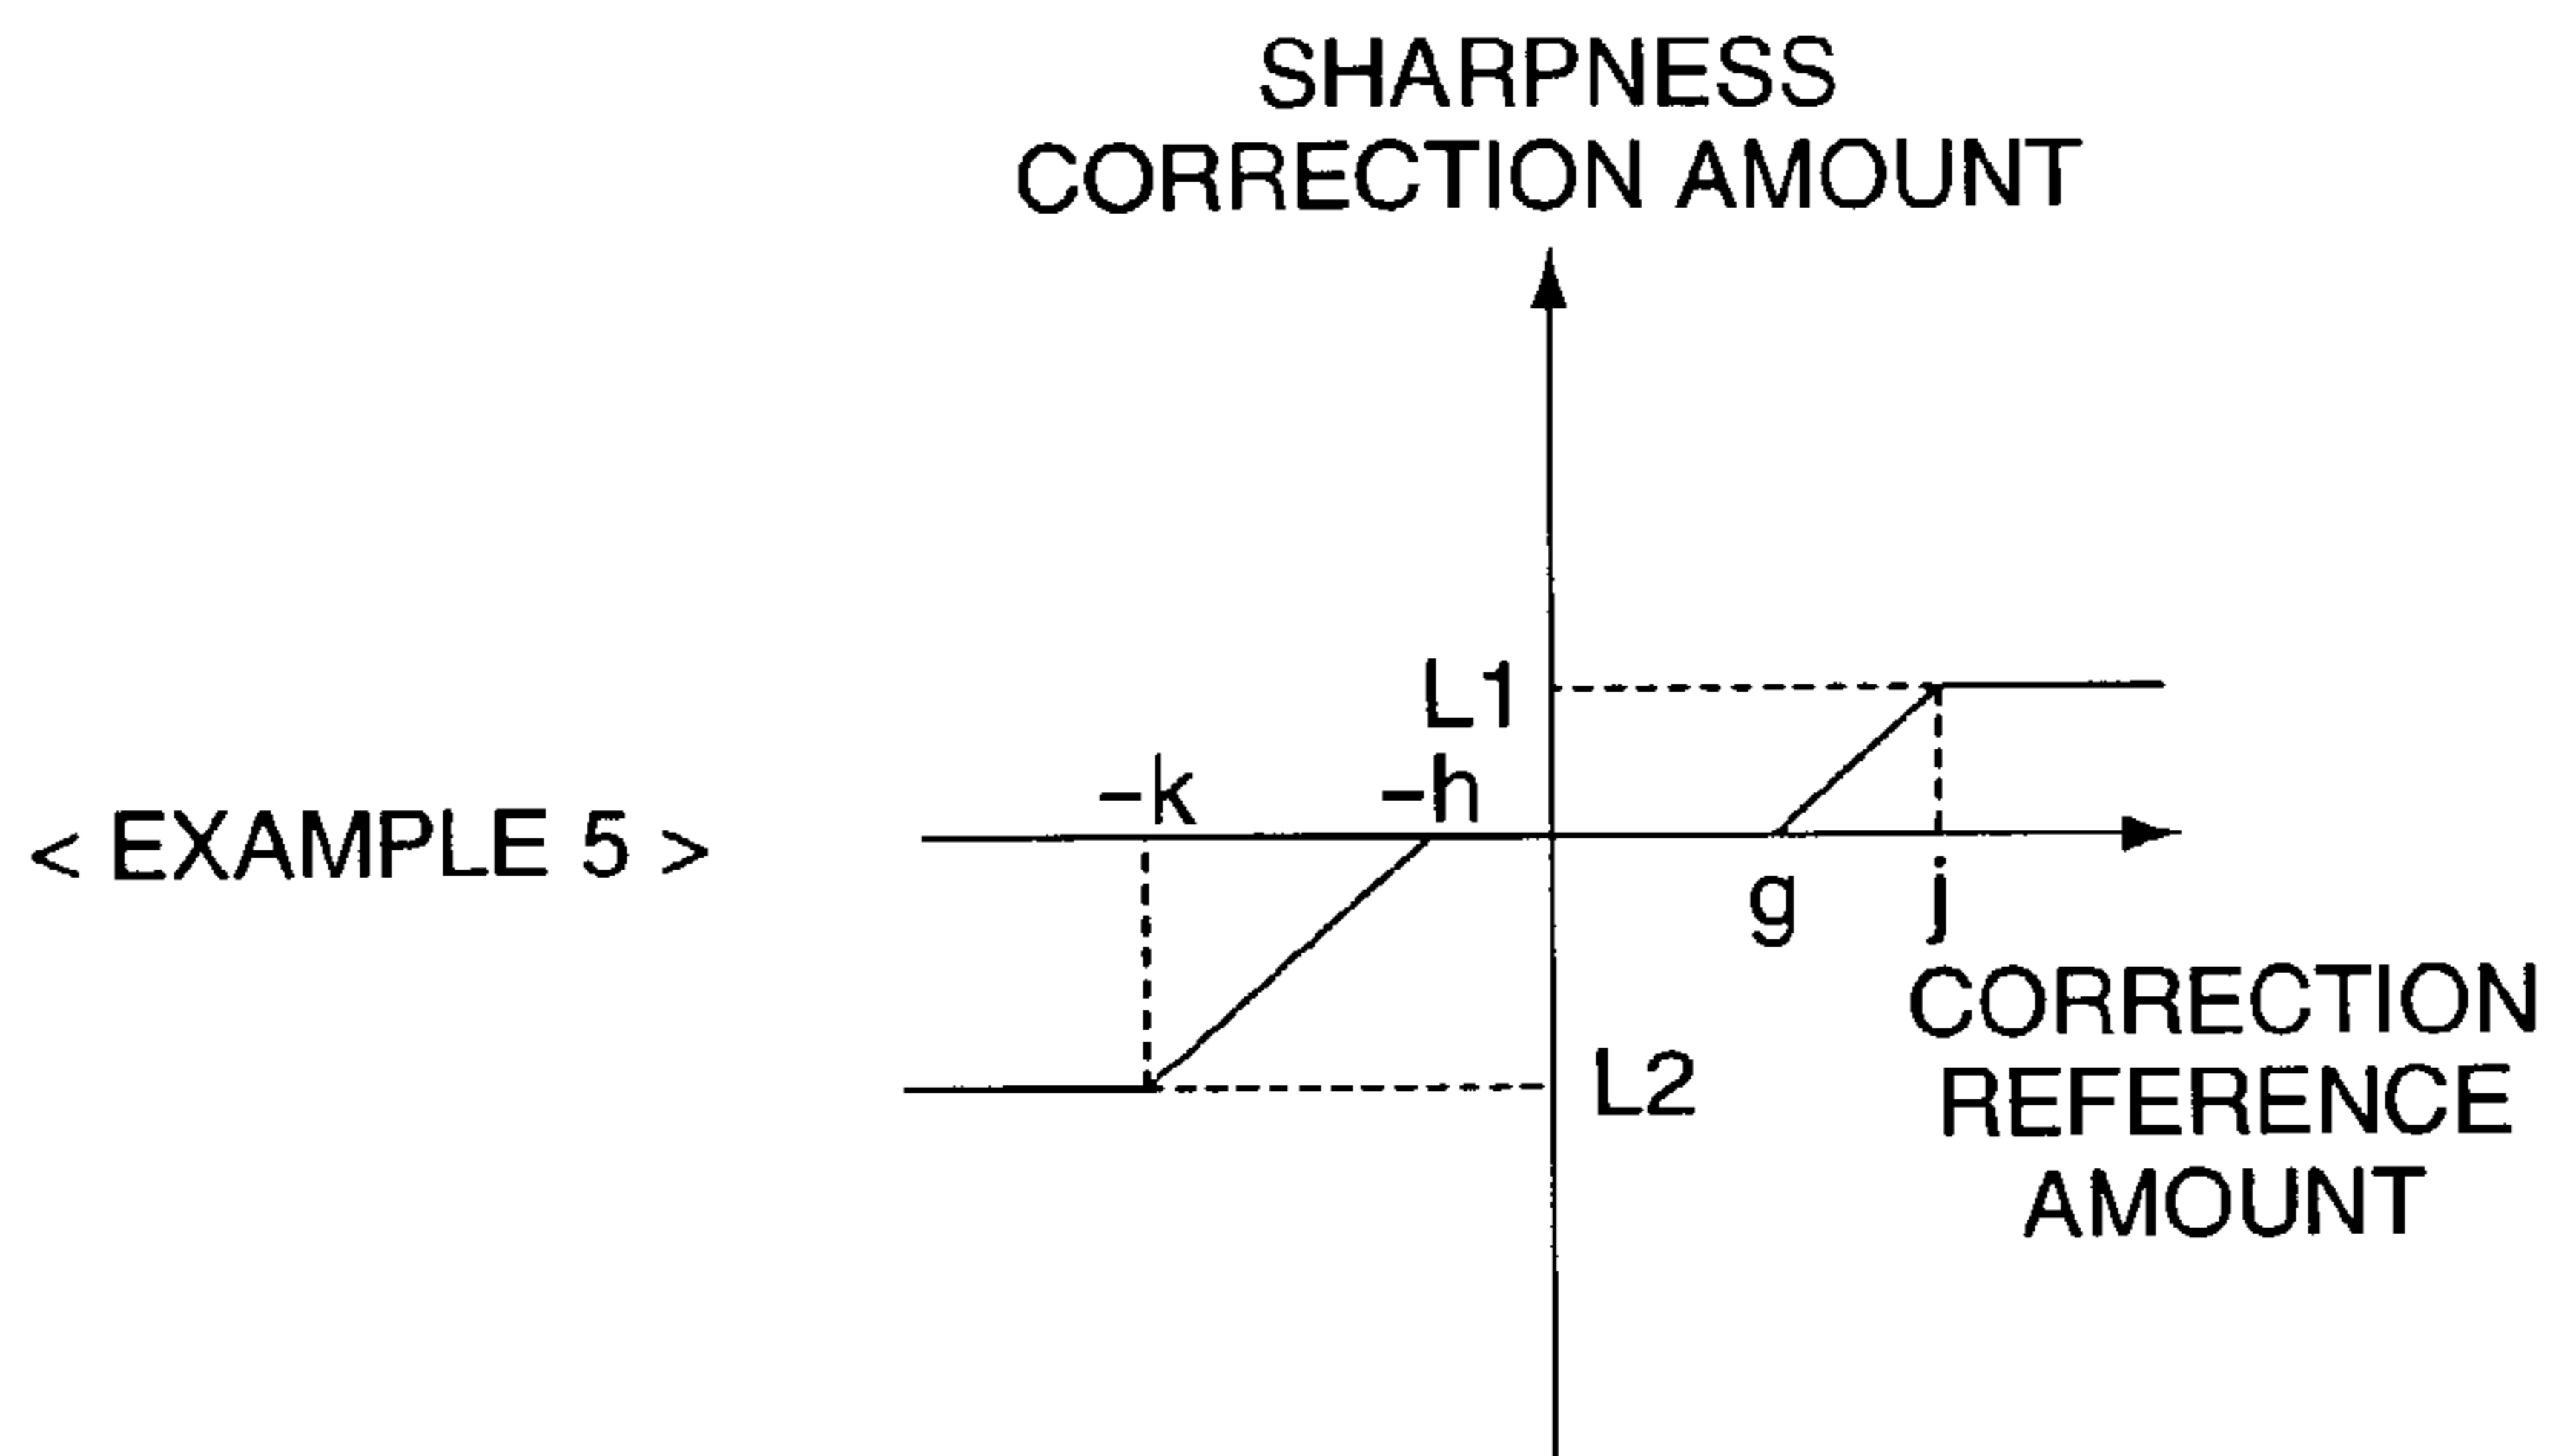 SHARPNESS
CORRECTION AMOUNT
L1
-k
-h
< EXAMPLE 5 >
g
j
CORRECTION
REFERENCE
AMOUNT
L2